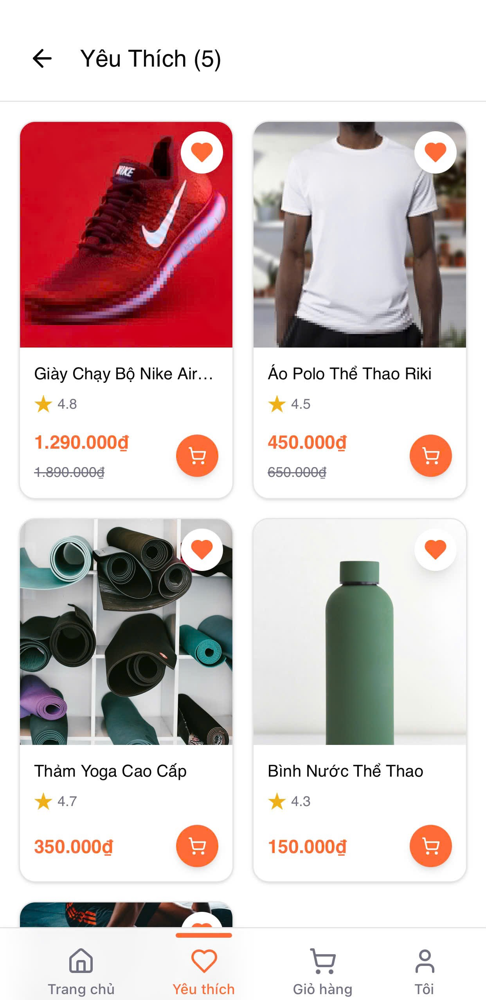 Yêu Thích (5)
NIKE
Giày Chạy Bộ Nike Air...
4.8
1.290.000₫
1.890.000₫
Áo Polo Thể Thao Riki
4.5
450.000₫
650.000₫
Thảm Yoga Cao Cấp
4.7
350.000₫
Bình Nước Thể Thao
4.3
150.000₫
Trang chủ
Yêu thích
Giỏ hàng
Tôi